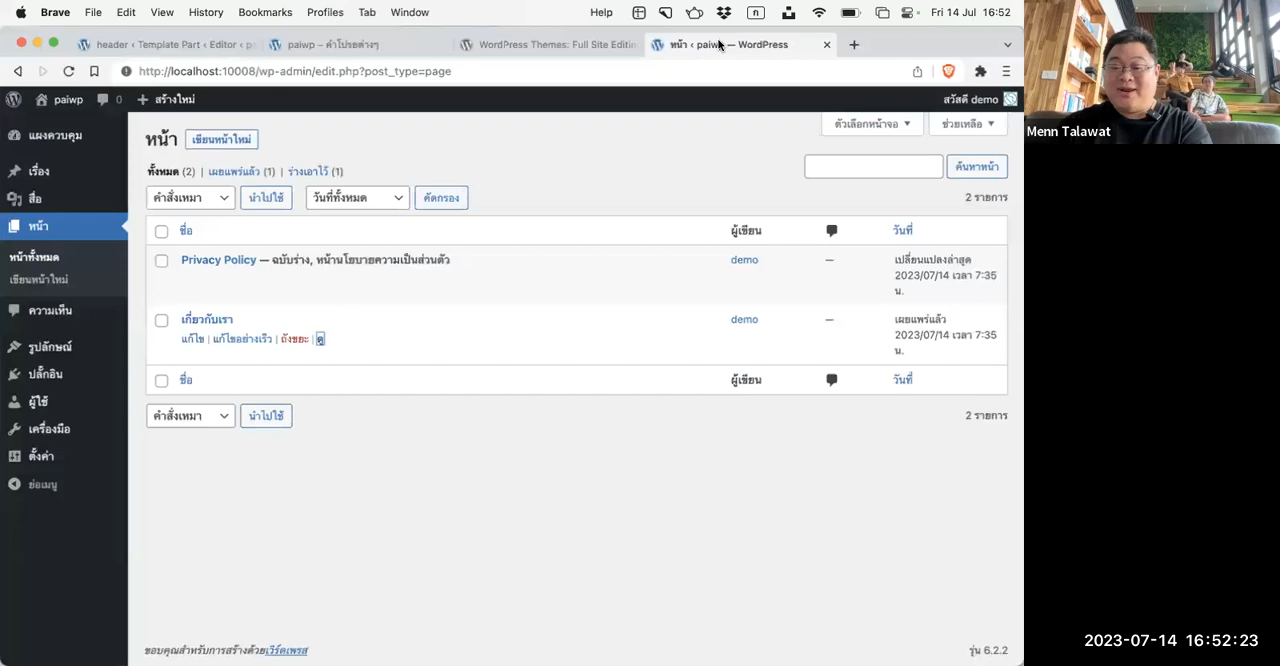 Brave File Edit View History Bookmarks Profiles Tab Window Help Fri 14 Jul 16:52
header ‹ Template Part ‹ Editor ‹ p
paiwp – คำโปรยต่างๆ
WordPress Themes: Full Site Editin
หน้า ‹ paiwp — WordPress
http://localhost:10008/wp-admin/edit.php?post_type=page
paiwp 0 สร้างใหม่ สวัสดี demo
แผงควบคุม
เรื่อง
สื่อ
หน้า
หน้าทั้งหมด
เขียนหน้าใหม่
ความเห็น
รูปลักษณ์
ปลั๊กอิน
ผู้ใช้
เครื่องมือ
ตั้งค่า
ย่อเมนู
ตัวเลือกหน้าจอ ▼ ช่วยเหลือ ▼
หน้า เขียนหน้าใหม่
ทั้งหมด (2) | เผยแพร่แล้ว (1) | ร่างเอาไว้ (1)
ค้นหาหน้า
คำสั่งเหมา นำไปใช้ วันที่ทั้งหมด คัดกรอง 2 รายการ
ชื่อ ผู้เขียน วันที่
Privacy Policy — ฉบับร่าง, หน้านโยบายความเป็นส่วนตัว demo — เปลี่ยนแปลงล่าสุด
2023/07/14 เวลา 7:35
น.
เกี่ยวกับเรา demo — เผยแพร่แล้ว
แก้ไข | แก้ไขอย่างเร็ว | ถังขยะ | ดู 2023/07/14 เวลา 7:35
น.
ชื่อ ผู้เขียน วันที่
คำสั่งเหมา นำไปใช้ 2 รายการ
ขอบคุณสำหรับการสร้างด้วยเวิร์ดเพรส รุ่น 6.2.2
Menn Talawat
2023-07-14 16:52:23